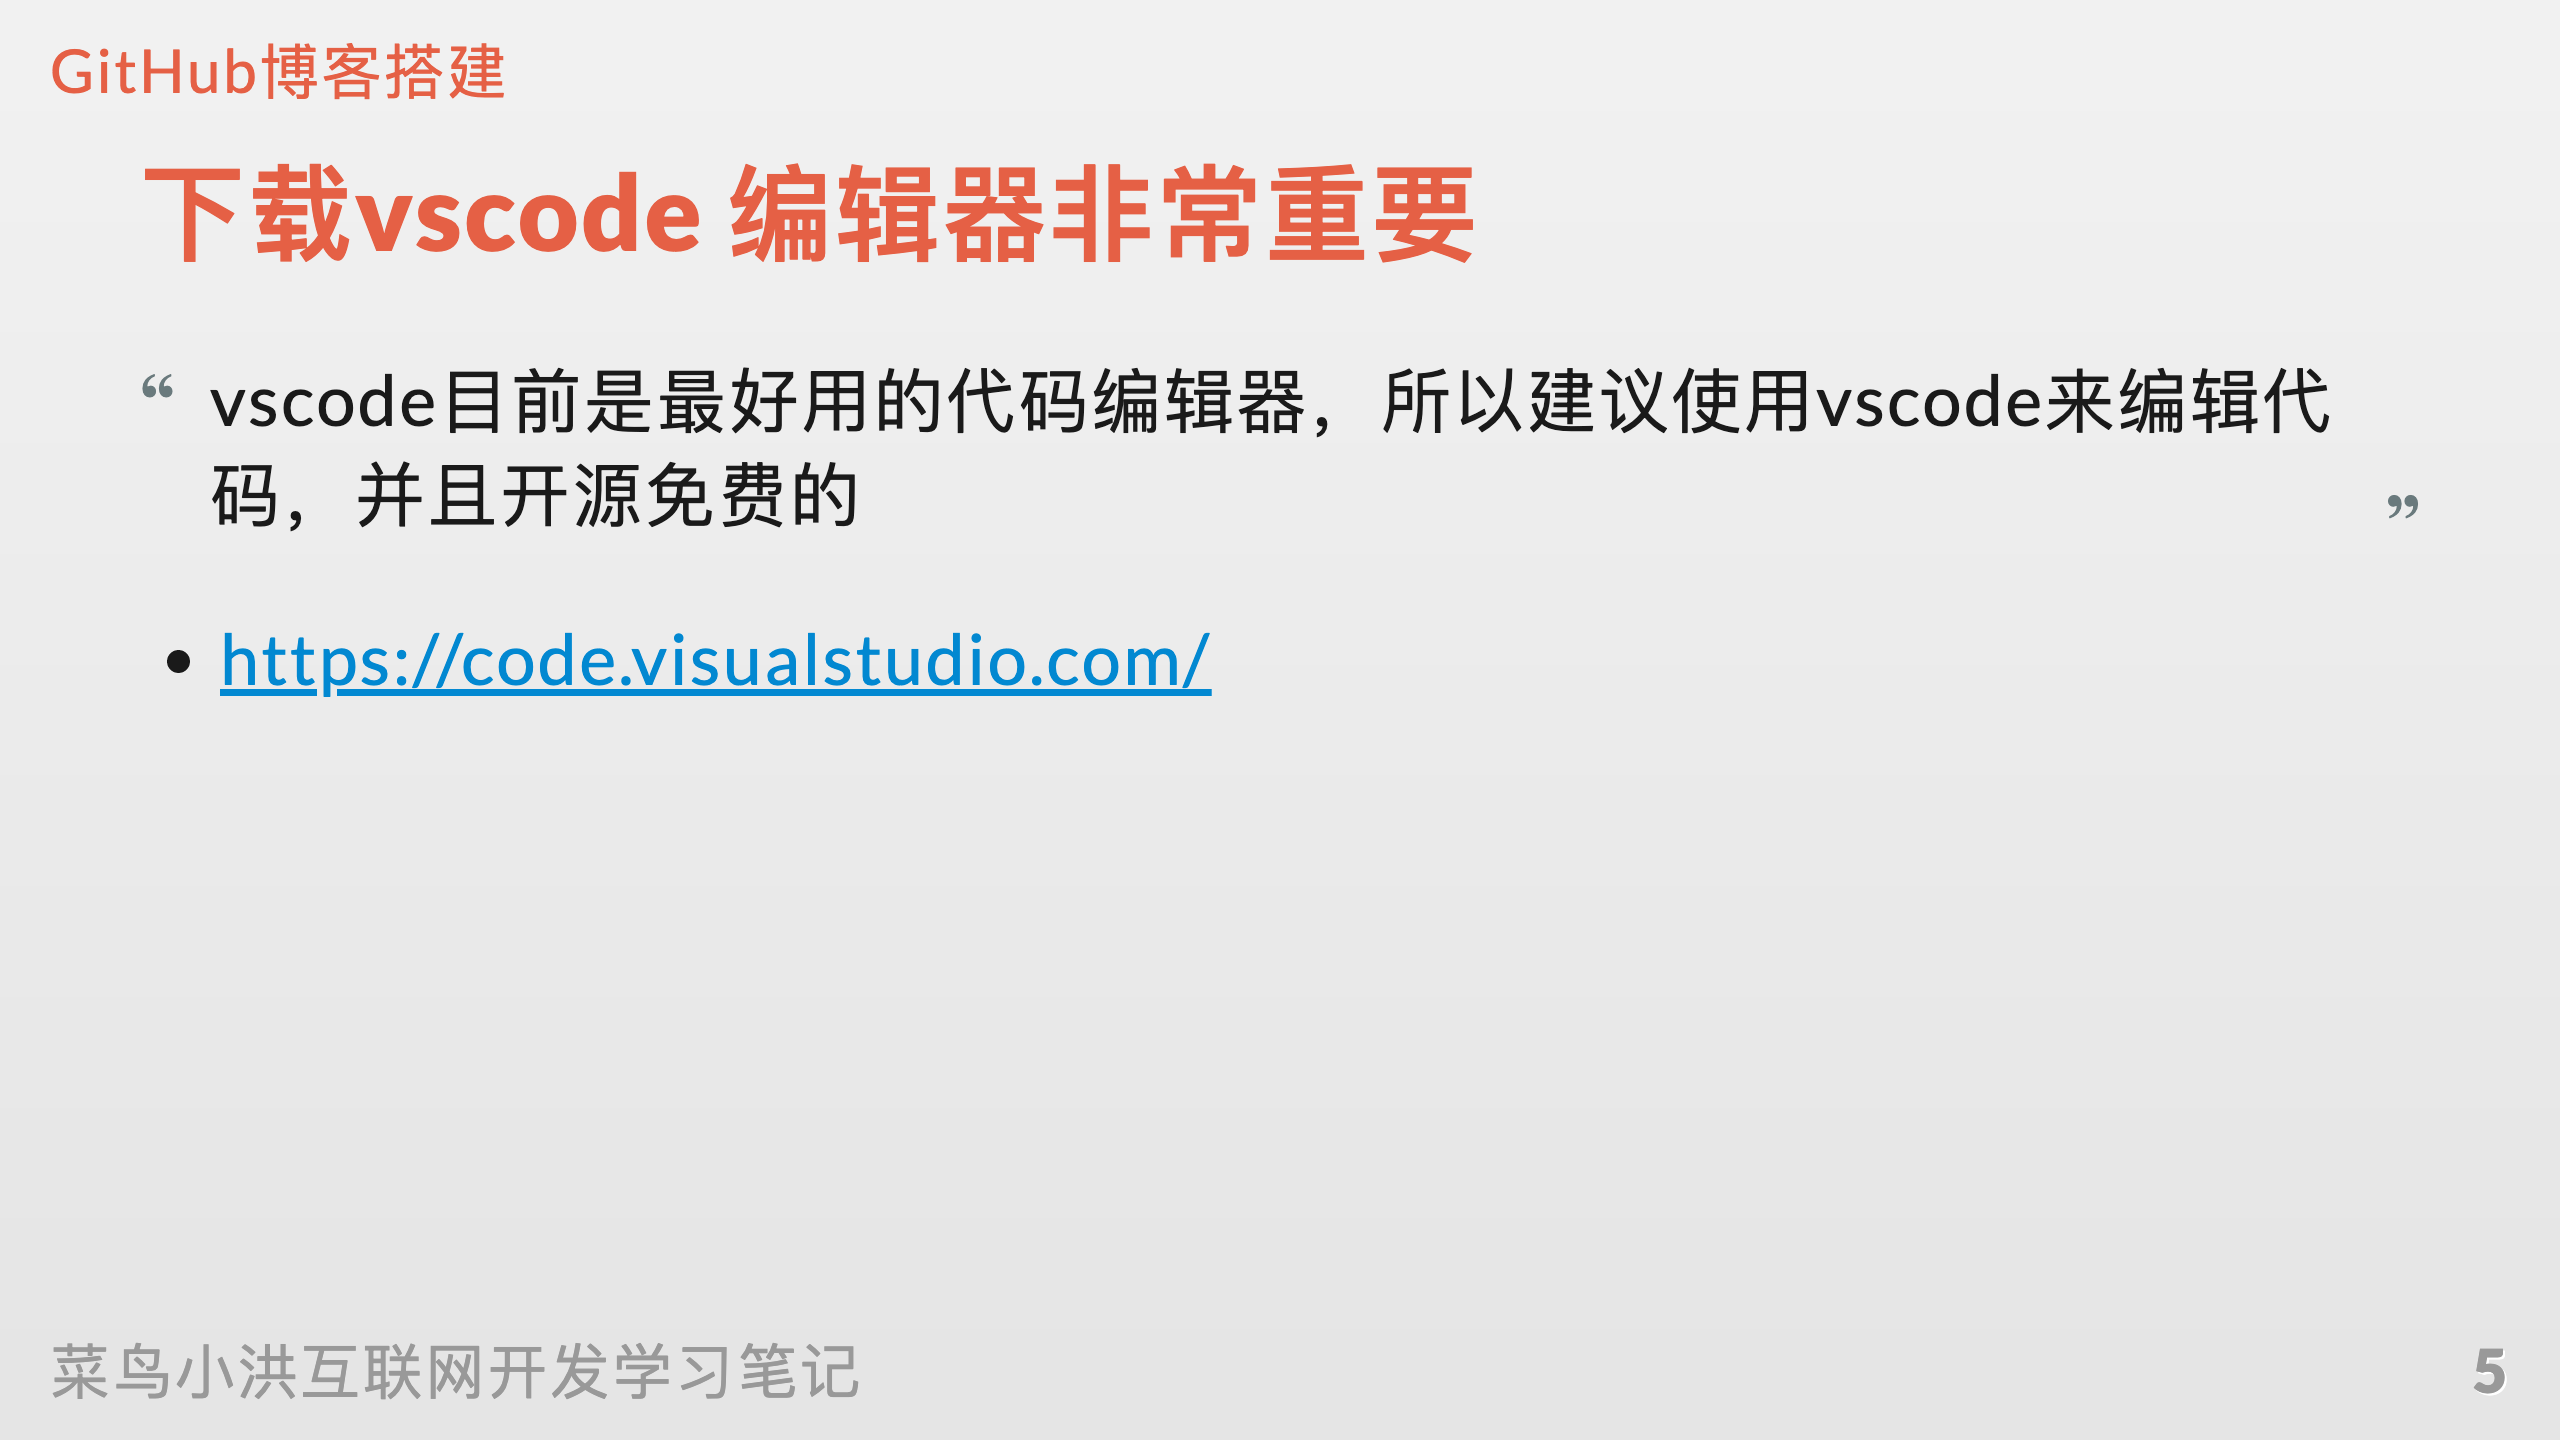 GitHub博客搭建
下载vscode 编辑器非常重要
“ vscode目前是最好用的代码编辑器，所以建议使用vscode来编辑代
码，并且开源免费的 ”
• https://code.visualstudio.com/
菜鸟小洪互联网开发学习笔记
5